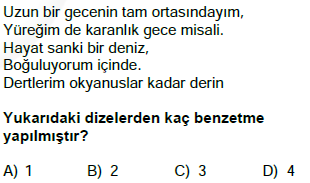 Uzun bir gecenin tam ortasındayım,
Yüreğim de karanlık gece misali.
Hayat sanki bir deniz,
Boğuluyorum içinde.
Dertlerim okyanuslar kadar derin
Yukarıdaki dizelerden kaç benzetme
yapılmıştır?
A) 1 B) 2 C) 3 D) 4